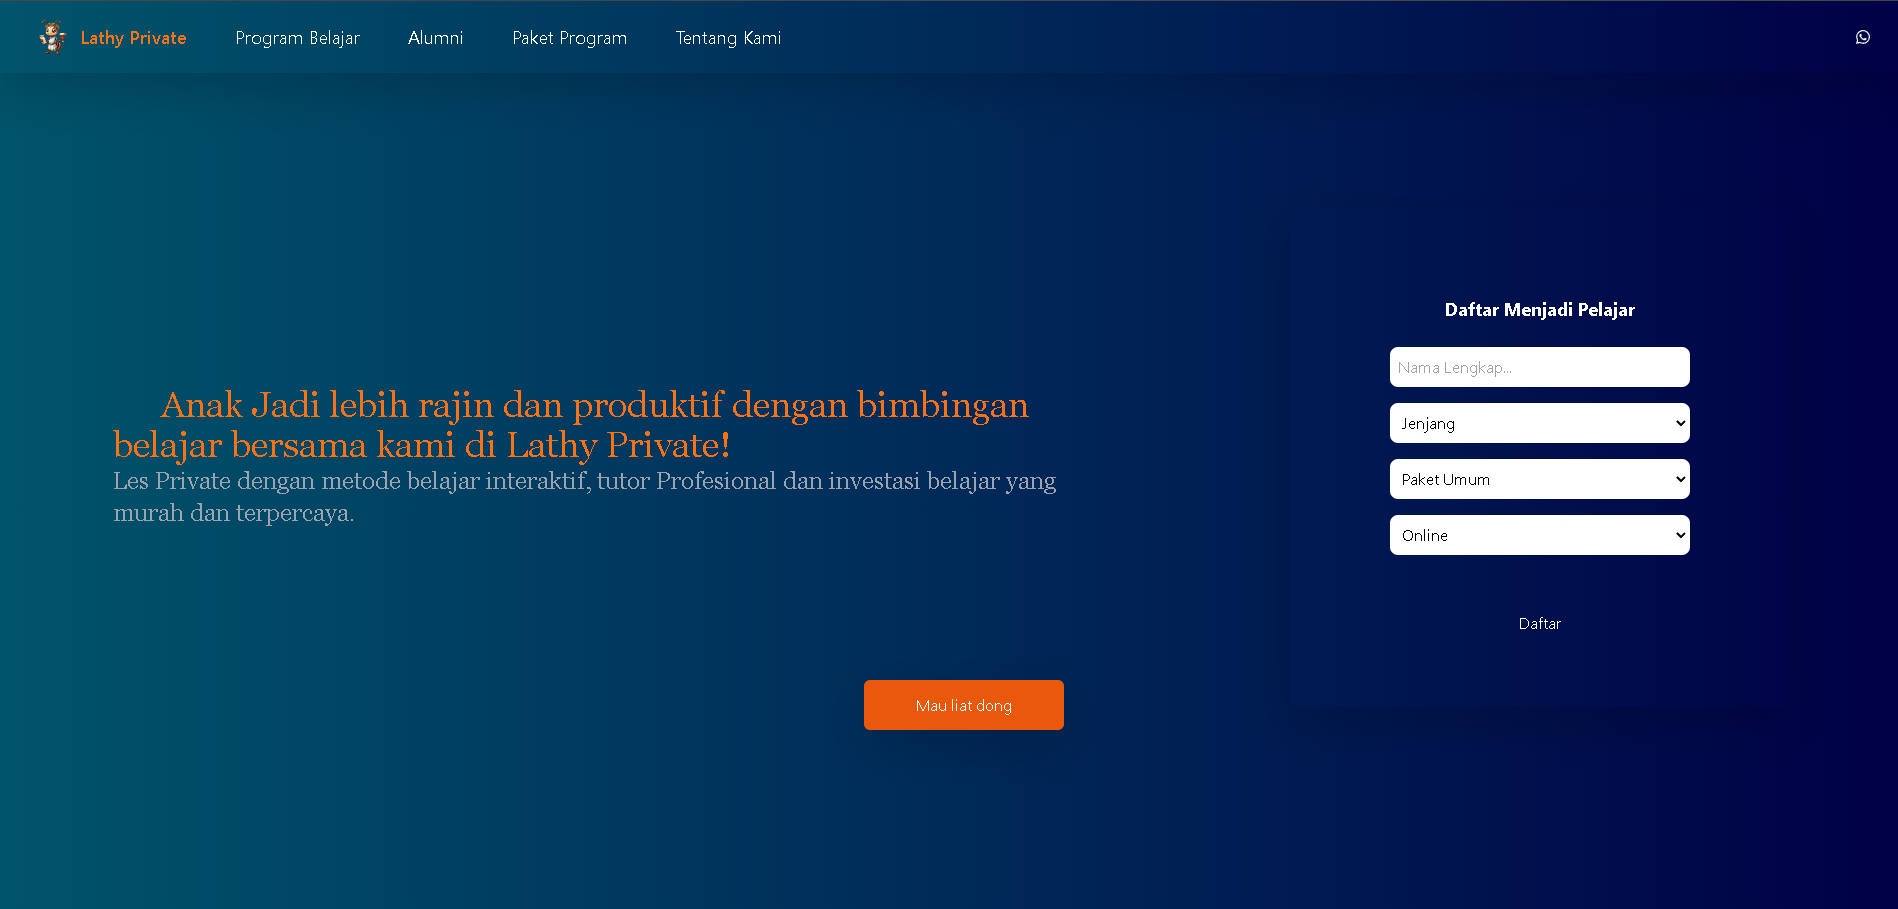 Lathy Private
Program Belajar
Alumni
Paket Program
Tentang Kami
Anak Jadi lebih rajin dan produktif dengan bimbingan
belajar bersama kami di Lathy Private!
Les Private dengan metode belajar interaktif, tutor Profesional dan investasi belajar yang
murah dan terpercaya.
Mau liat dong
Daftar Menjadi Pelajar
Nama Lengkap...
Jenjang
Paket Umum
Online
Daftar